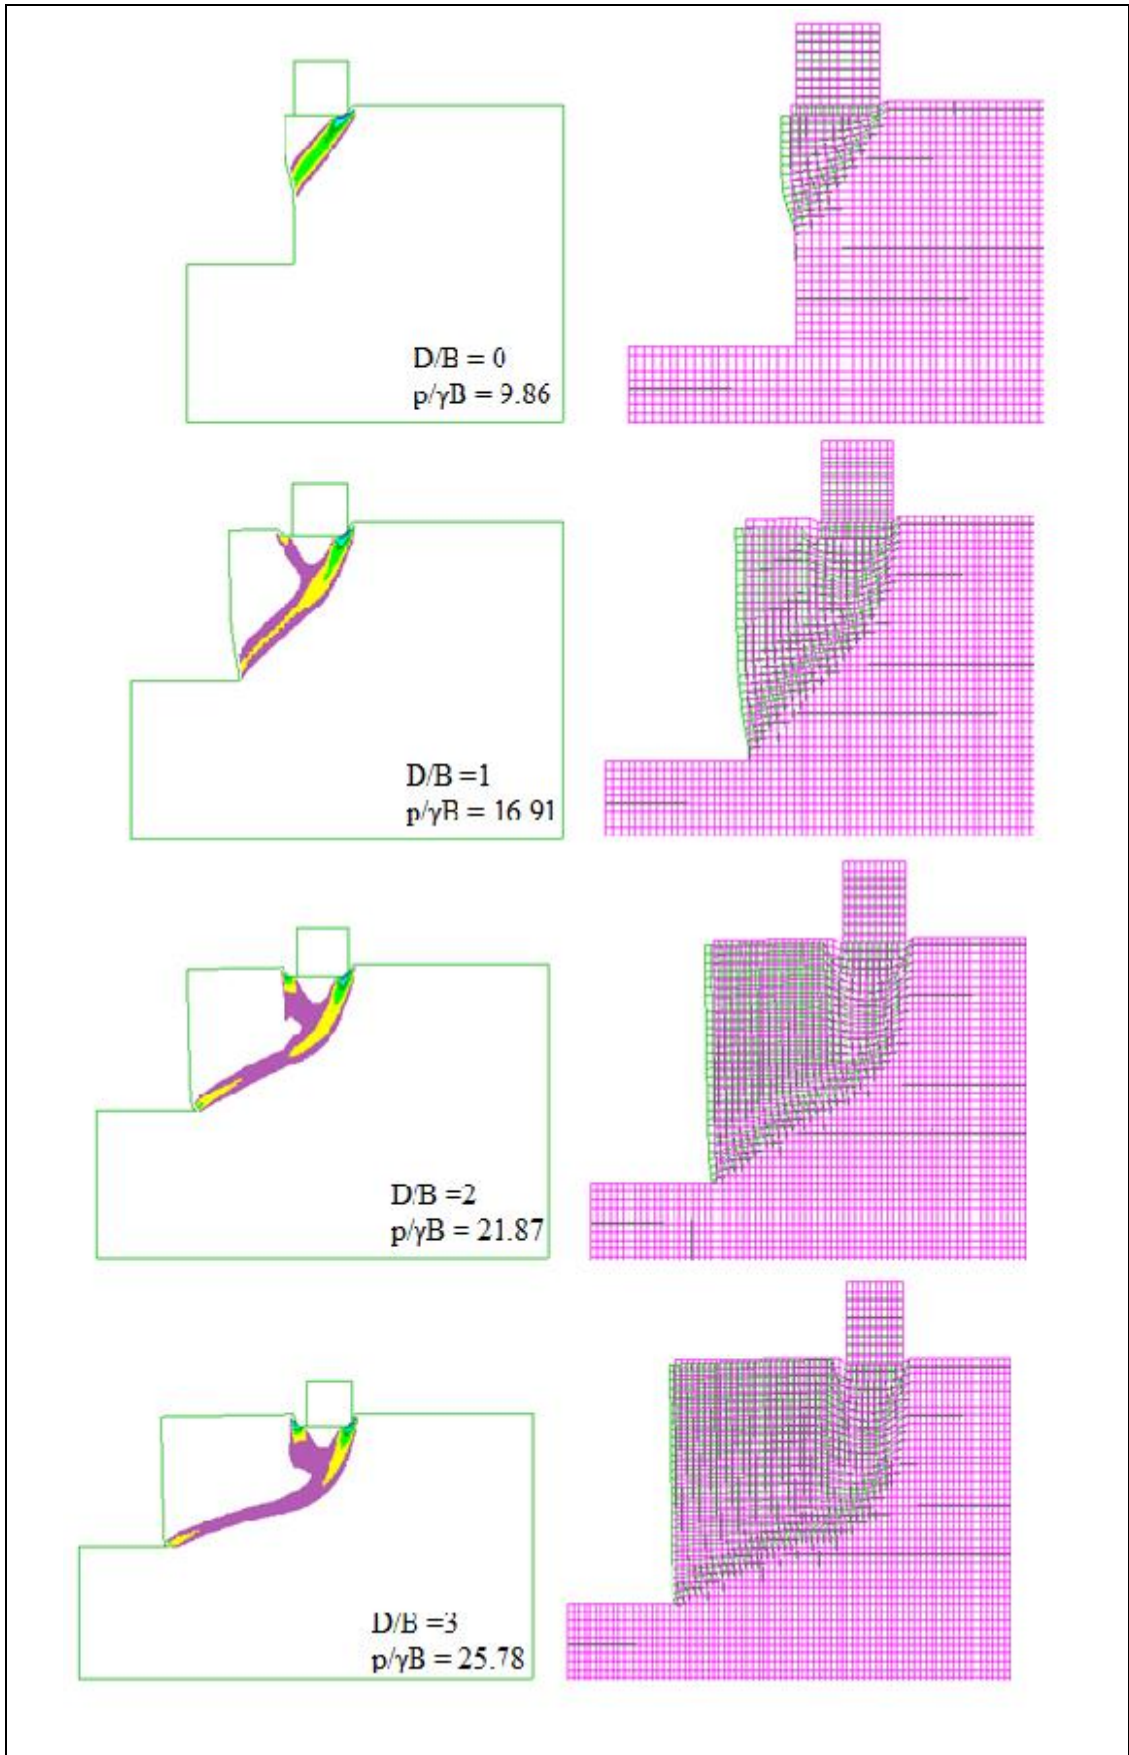 D/B = 0
p/γB = 9.86
D/B =1
p/γB = 16.91
D/B =2
p/γB = 21.87
D/B =3
p/γB = 25.78